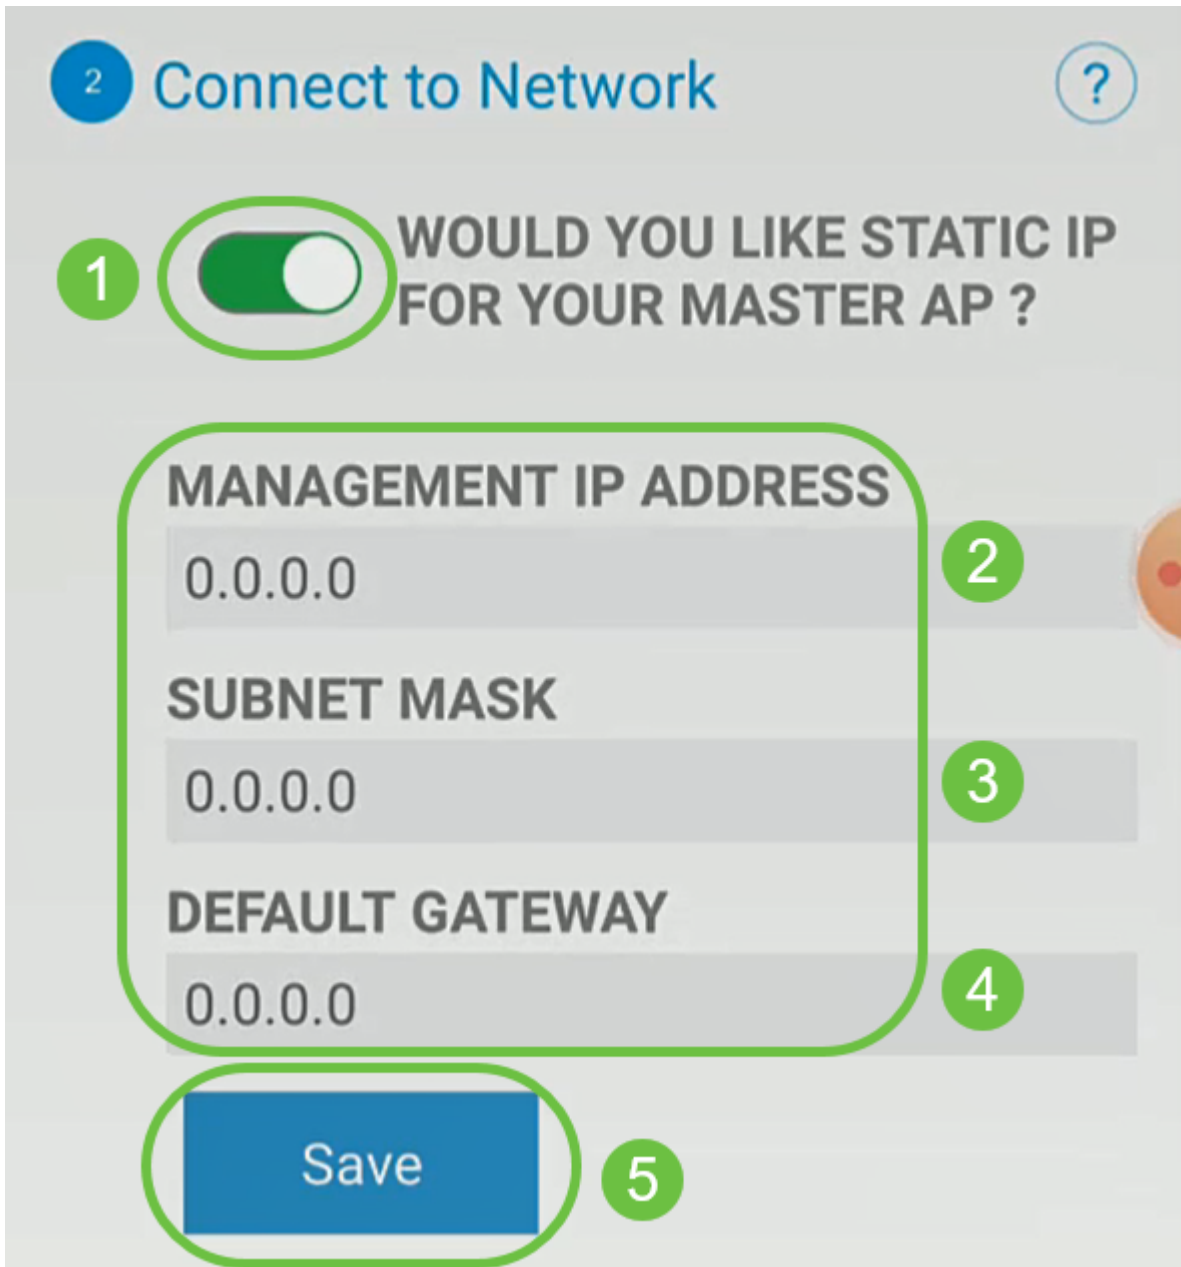 2 Connect to Network ?
1 WOULD YOU LIKE STATIC IP
FOR YOUR MASTER AP ?
MANAGEMENT IP ADDRESS
0.0.0.0 2
SUBNET MASK
0.0.0.0 3
DEFAULT GATEWAY
0.0.0.0 4
Save 5